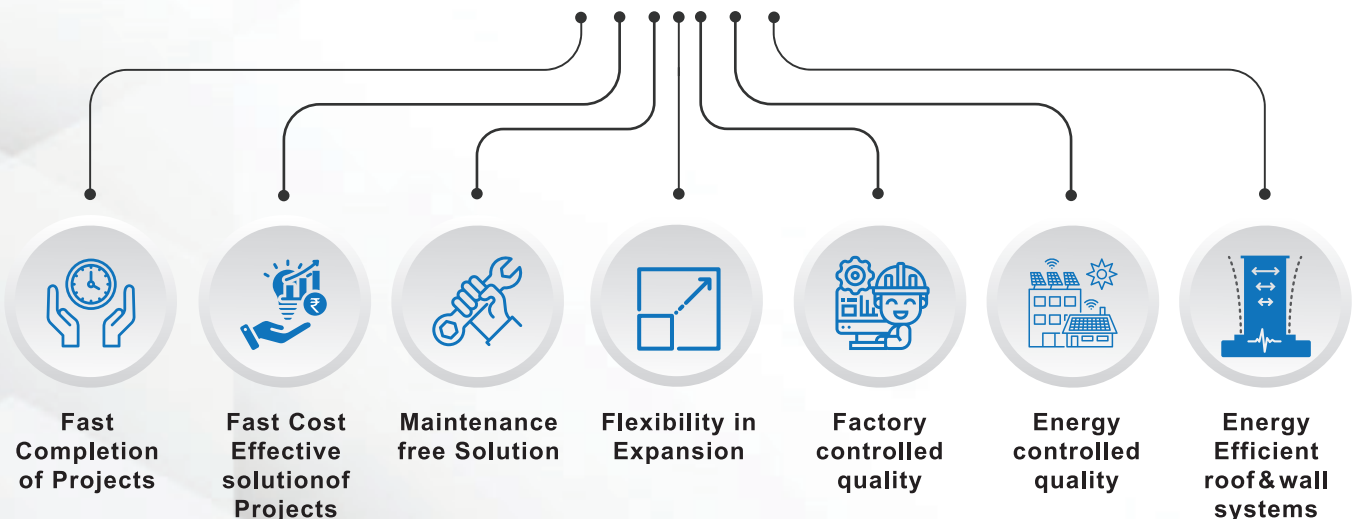 ₹
Fast
Completion
of Projects
Fast Cost
Effective
solutionof
Projects
Maintenance
free Solution
Flexibility in
Expansion
Factory
controlled
quality
Energy
controlled
quality
Energy
Efficient
roof & wall
systems